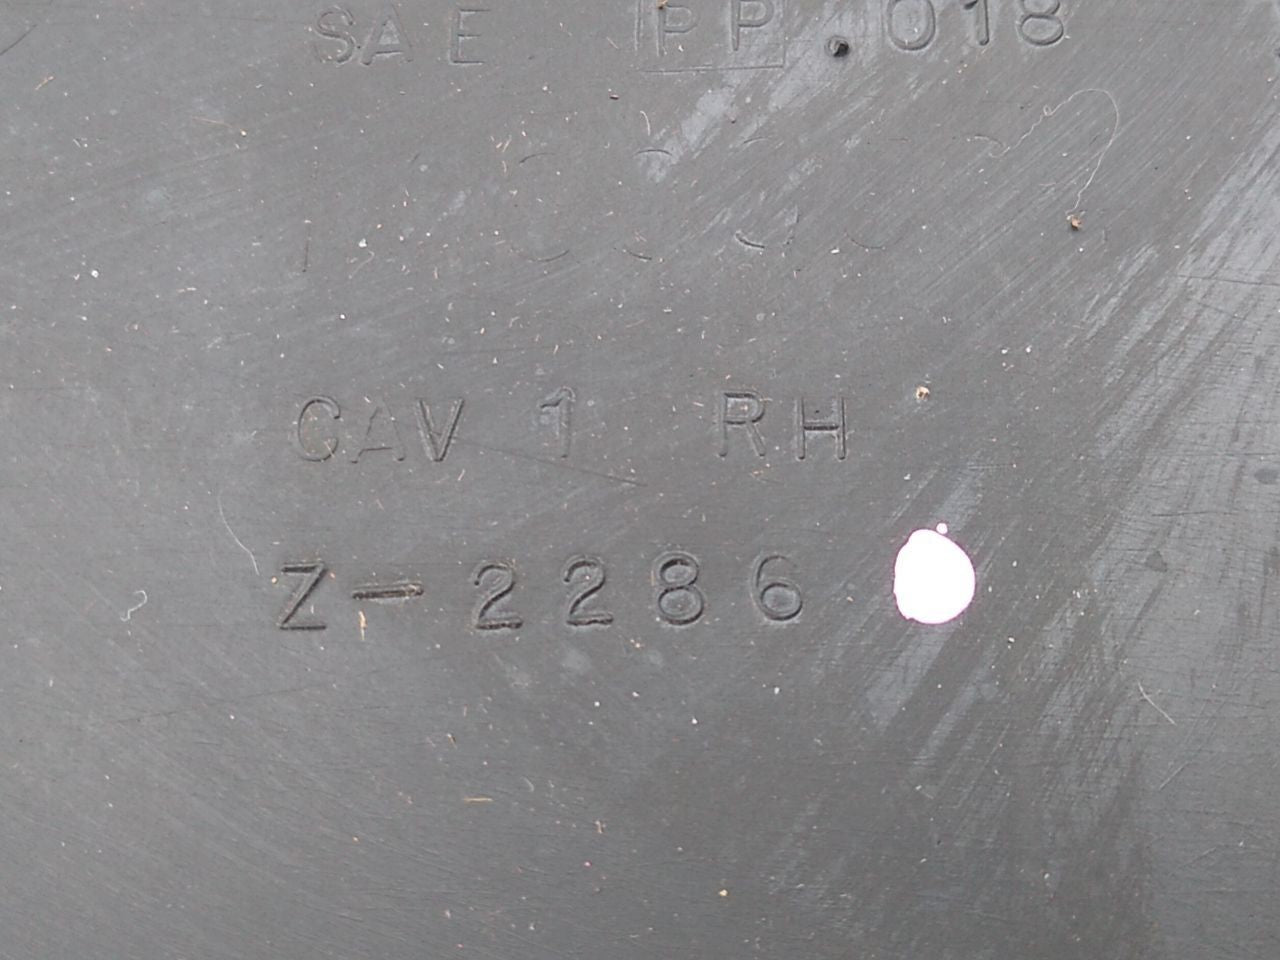 SAE PP .018
CAV 1 RH
Z-2286